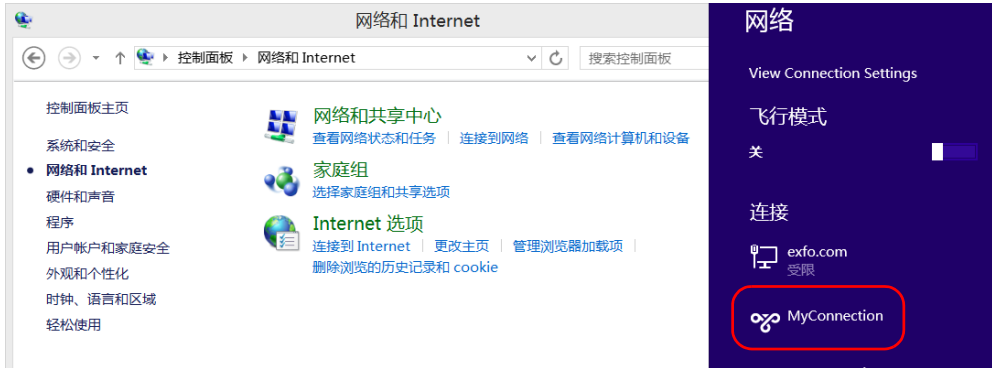 网络和 Internet
控制面板 网络和 Internet
搜索控制面板
控制面板主页
系统和安全
网络和 Internet
硬件和声音
程序
用户帐户和家庭安全
外观和个性化
时钟、语言和区域
轻松使用
网络和共享中心
查看网络状态和任务 连接到网络 查看网络计算机和设备
家庭组
选择家庭组和共享选项
Internet 选项
连接到 Internet 更改主页 管理浏览器加载项
删除浏览的历史记录和 cookie
网络
View Connection Settings
飞行模式
关
连接
exfo.com
受限
MyConnection